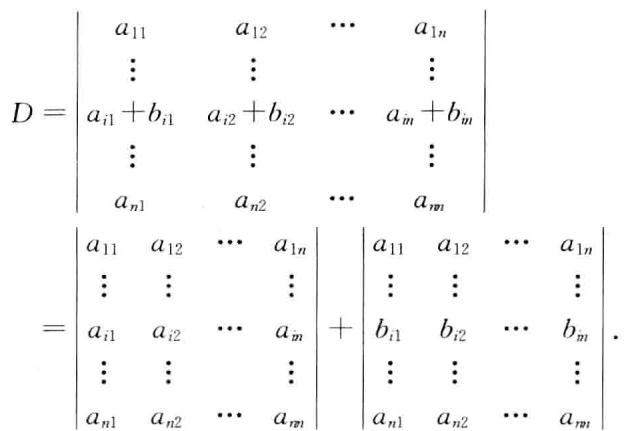 a₁₁ a₁₂ ⋯ a₁ₙ
⋮ ⋮ ⋮
D = | aᵢ₁+bᵢ₁ aᵢ₂+bᵢ₂ ⋯ aᵢₙ+bᵢₙ |
⋮ ⋮ ⋮
aₙ₁ aₙ₂ ⋯ aₙₙ
a₁₁ a₁₂ ⋯ a₁ₙ a₁₁ a₁₂ ⋯ a₁ₙ
⋮ ⋮ ⋮ ⋮ ⋮ ⋮
= | aᵢ₁ aᵢ₂ ⋯ aᵢₙ | + | bᵢ₁ bᵢ₂ ⋯ bᵢₙ | .
⋮ ⋮ ⋮ ⋮ ⋮ ⋮
aₙ₁ aₙ₂ ⋯ aₙₙ aₙ₁ aₙ₂ ⋯ aₙₙ